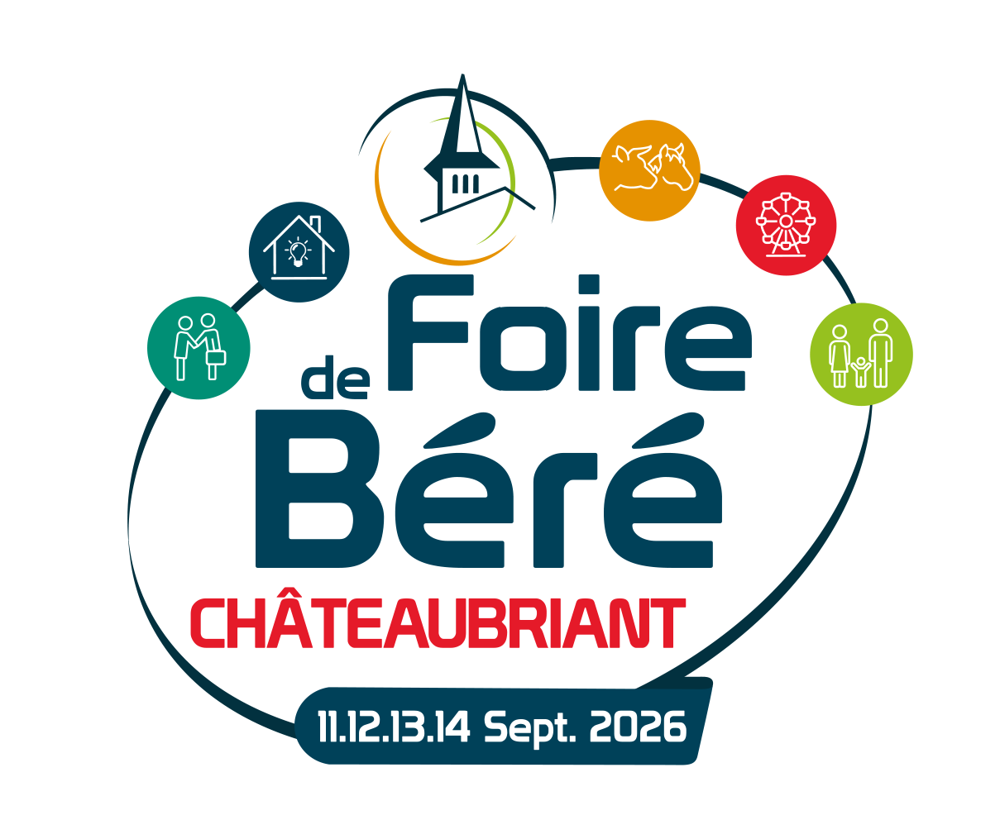 Foire
de
Béré
CHÂTEAUBRIANT
11.12.13.14 Sept. 2026